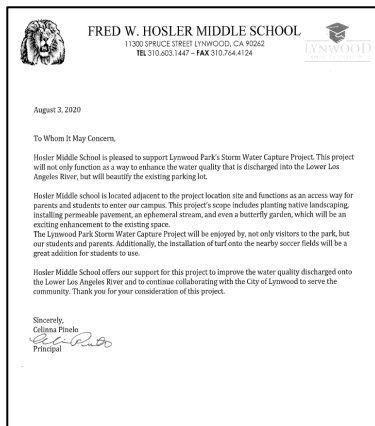 FRED W. HOSLER MIDDLE SCHOOL
11300 SPRUCE STREET LYNWOOD, CA 90262
TEL 310.603.1447 – FAX 310.764.4124
LYNWOOD
August 3, 2020
To Whom It May Concern,
Hosler Middle School is pleased to support Lynwood Park's Storm Water Capture Project. This project
will not only function as a way to enhance the water quality that is discharged into the Lower Los
Angeles River, but will beautify the existing parking lot.
Hosler Middle school is located adjacent to the project location site and functions as an access way for
parents and students to enter our campus. This project's scope includes planting native landscaping,
installing permeable pavement, an ephemeral stream, and even a butterfly garden, which will be an
exciting enhancement to the existing space.
The Lynwood Park Storm Water Capture Project will be enjoyed by, not only visitors to the park, but
our students and parents. Additionally, the installation of turf onto the nearby soccer fields will be a
great addition for students to use.
Hosler Middle School offers our support for this project to improve the water quality discharged onto
the Lower Los Angeles River and to continue collaborating with the City of Lynwood to serve the
community. Thank you for your consideration of this project.
Sincerely,
Celinna Pinelo
Principal